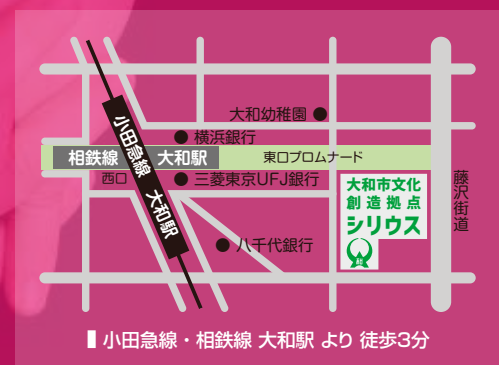 大和幼稚園
横浜銀行
小田急線 大和駅
相鉄線 大和駅
東口プロムナード
西口
三菱東京UFJ銀行
大和市文化
創造拠点
シリウス
藤沢街道
八千代銀行
小田急線・相鉄線 大和駅 より 徒歩3分